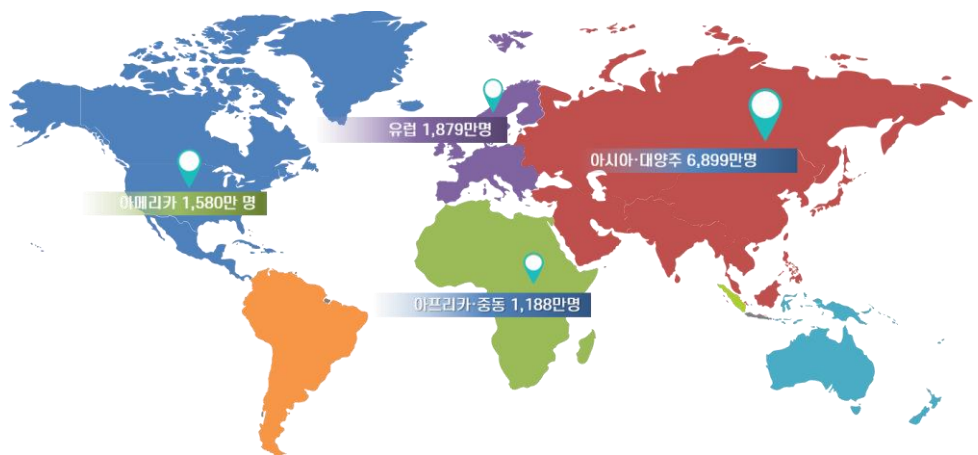 유럽 1,879만명
아시아·대양주 6,899만명
아메리카 1,580만 명
아프리카·중동 1,188만명